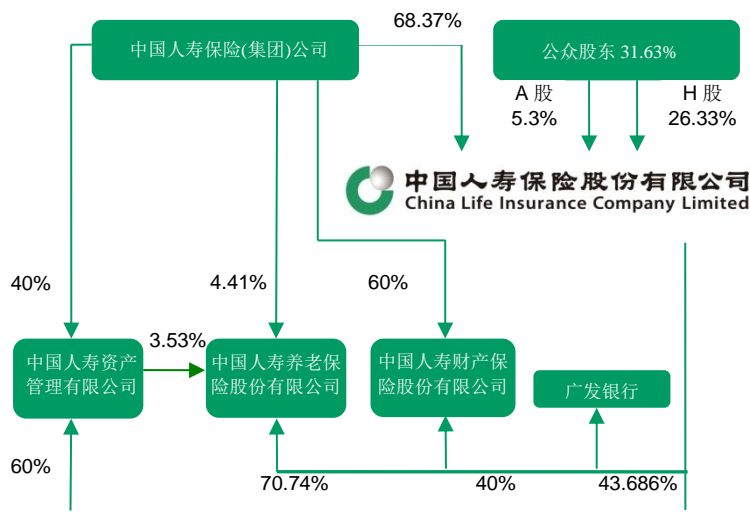 68.37%
中国人寿保险(集团)公司
公众股东 31.63%
A 股
5.3%
H 股
26.33%
中国人寿保险股份有限公司
China Life Insurance Company Limited
40%
4.41%
60%
3.53%
中国人寿资产
管理有限公司
中国人寿养老保
险股份有限公司
中国人寿财产保
险股份有限公司
广发银行
60%
70.74%
40%
43.686%